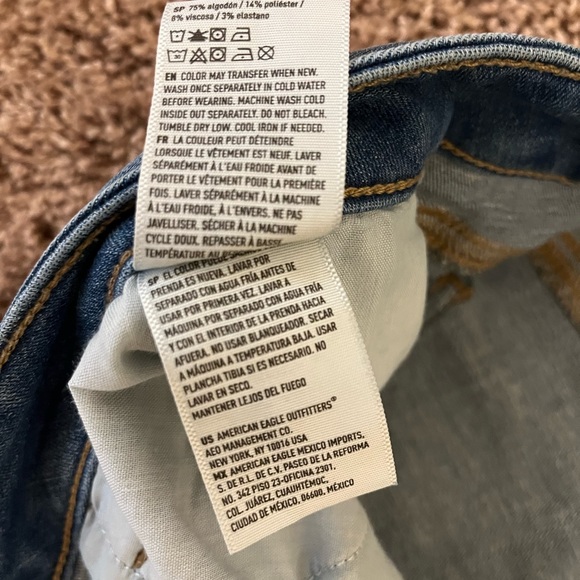 SP 75% algodón / 14% poliéster /
8% viscosa / 3% elastano
EN COLOR MAY TRANSFER WHEN NEW.
WASH ONCE SEPARATELY IN COLD WATER
BEFORE WEARING. MACHINE WASH COLD
INSIDE OUT SEPARATELY. DO NOT BLEACH.
TUMBLE DRY LOW. COOL IRON IF NEEDED.
FR LA COULEUR PEUT DÉTEINDRE
LORSQUE LE VÊTEMENT EST NEUF. LAVER
SÉPARÉMENT À L'EAU FROIDE AVANT DE
PORTER LE VÊTEMENT POUR LA PREMIÈRE
FOIS. LAVER À LA MACHINE SÉPARÉMENT
À L'EAU FROIDE, À L'ENVERS. NE PAS
JAVELLISER. SÉCHER À LA MACHINE
CYCLE DOUX. REPASSER À BASSE
TEMPÉRATURE AU
SP EL COLOR PUEDE
PRENDA ES NUEVA. LAVAR POR
SEPARADO CON AGUA FRÍA ANTES DE
USAR POR PRIMERA VEZ. LAVAR A
MÁQUINA POR SEPARADO CON AGUA FRÍA
Y CON EL INTERIOR DE LA PRENDA HACIA
AFUERA. NO USAR BLANQUEADOR. SECAR
A MÁQUINA A TEMPERATURA BAJA. USAR
PLANCHA TIBIA SI ES NECESARIO. NO
LAVAR EN SECO.
MANTENER LEJOS DEL FUEGO
US AMERICAN EAGLE OUTFITTERS®
AEO MANAGEMENT CO.
NEW YORK, NY 10016 USA
MX AMERICAN EAGLE MEXICO IMPORTS,
S. DE R.L. DE C.V. PASEO DE LA REFORMA
NO. 342 PISO 23-OFICINA 2301,
COL. JUÁREZ, CUAUHTÉMOC,
CIUDAD DE MÉXICO, 06600, MÉXICO